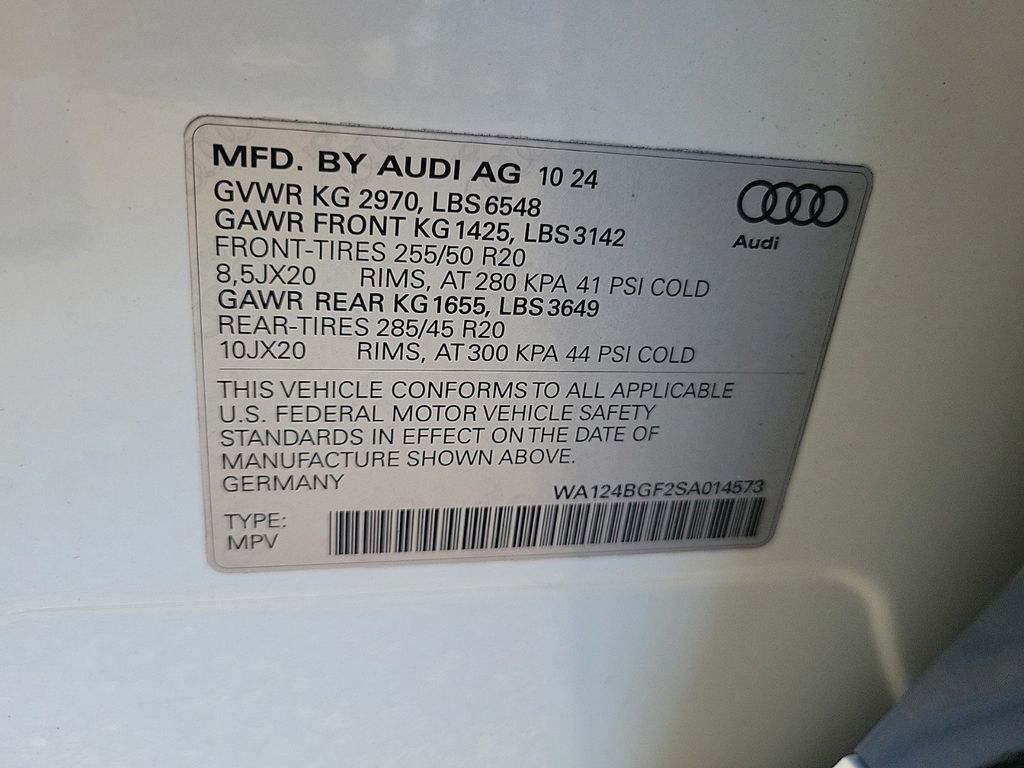 MFD. BY AUDI AG 10 24
GVWR KG 2970, LBS 6548
GAWR FRONT KG 1425, LBS 3142
FRONT-TIRES 255/50 R20
8,5JX20 RIMS, AT 280 KPA 41 PSI COLD
GAWR REAR KG 1655, LBS 3649
REAR-TIRES 285/45 R20
10JX20 RIMS, AT 300 KPA 44 PSI COLD
Audi
THIS VEHICLE CONFORMS TO ALL APPLICABLE
U.S. FEDERAL MOTOR VEHICLE SAFETY
STANDARDS IN EFFECT ON THE DATE OF
MANUFACTURE SHOWN ABOVE.
GERMANY
WA124BGF2SA014573
TYPE:
MPV